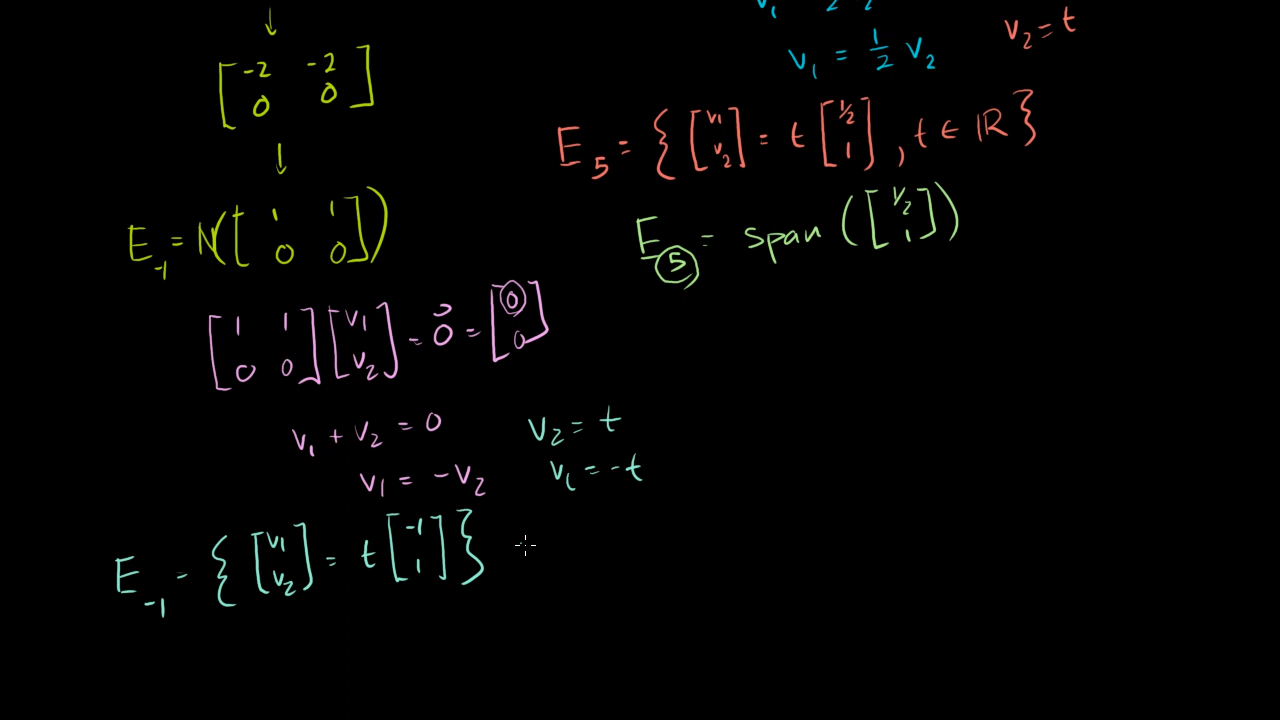 ↓
[-2 -2
0 0]
↓
E₋₁ = N([1 1
0 0])
[1 1
0 0] [v₁
v₂] = 0⃗ = [0
0]
v₁ + v₂ = 0
v₁ = -v₂
v₂ = t
v₁ = -t
E₋₁ = { [v₁
v₂] = t [-1
1] }
v₁ = ½ v₂
v₂ = t
E₅ = { [v₁
v₂] = t [1/2
1] , t ∈ ℝ }
E₅ = span ( [1/2
1] )